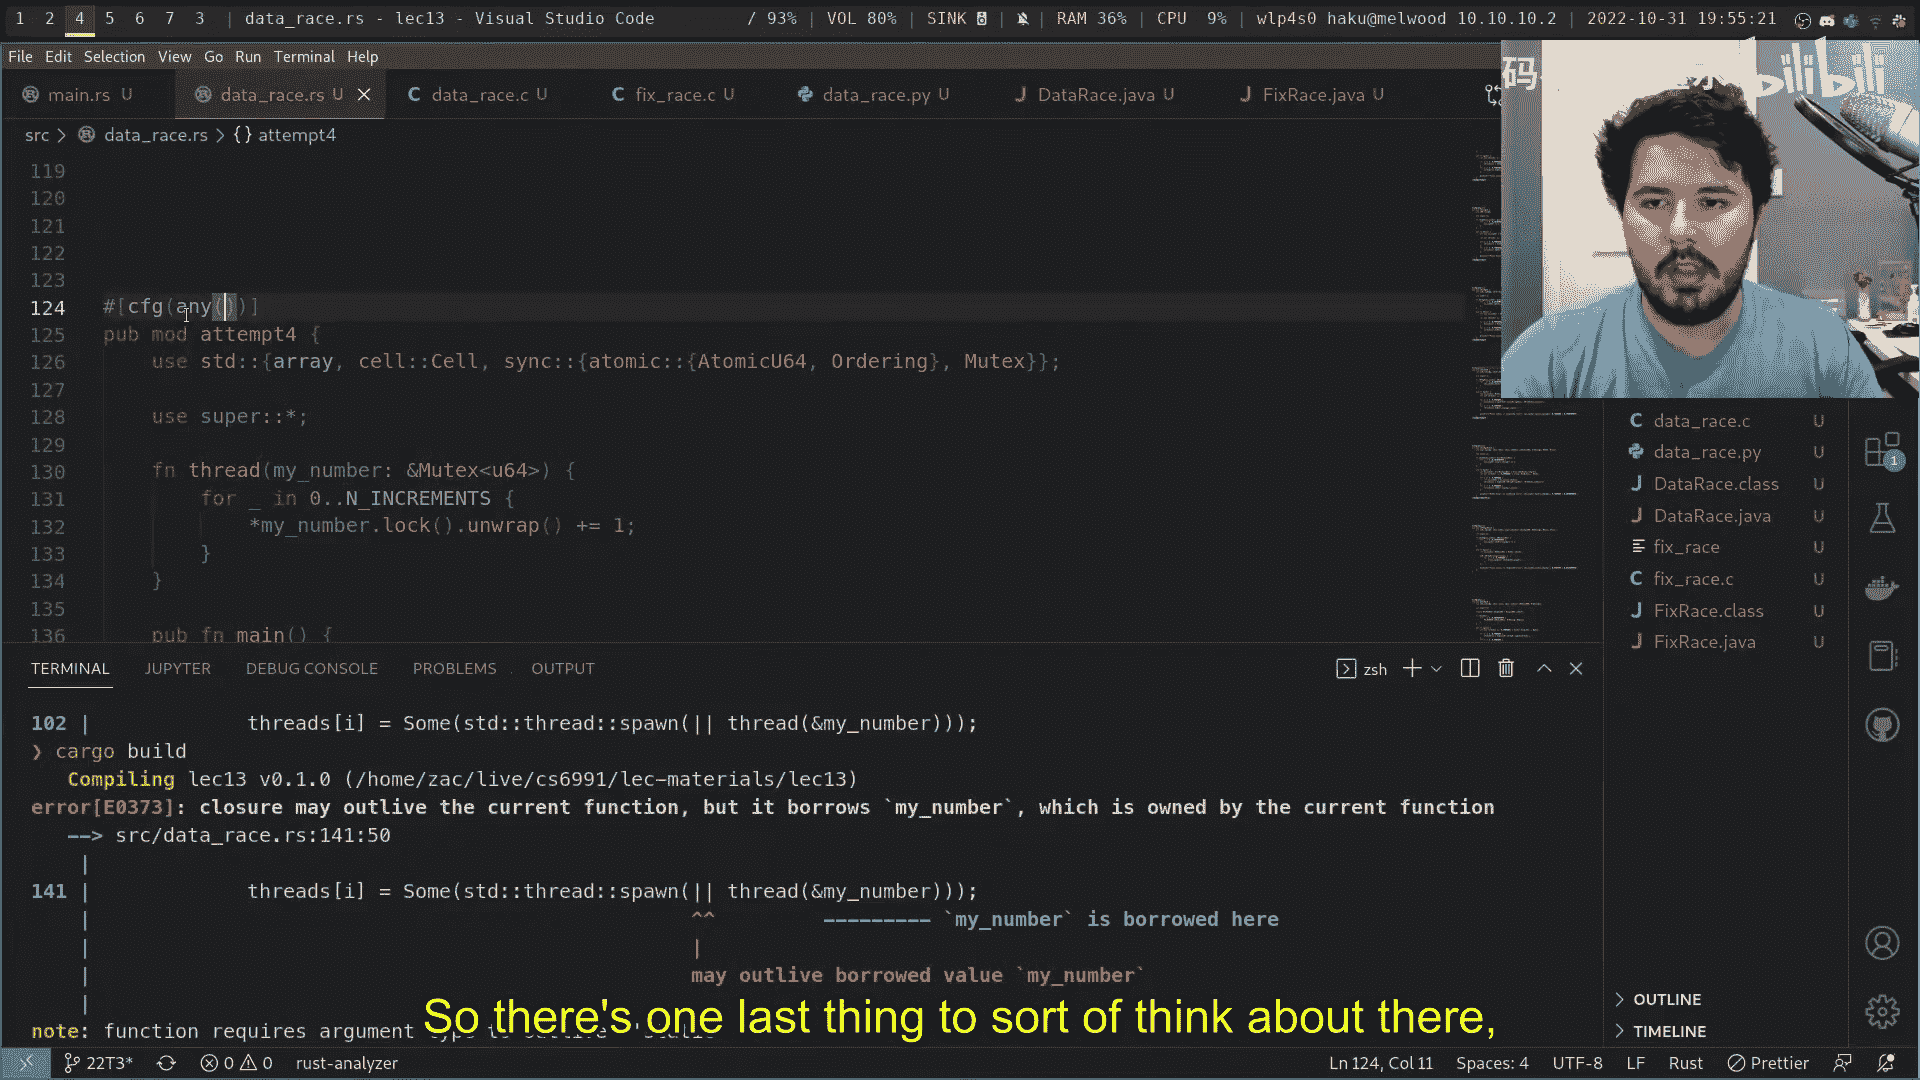 1 2 4 5 6 7 3 | data_race.rs - lec13 - Visual Studio Code / 93% | VOL 80% | SINK | | RAM 36% | CPU 9% | wlp4s0 haku@melwood 10.10.10.2 | 2022-10-31 19:55:21
File Edit Selection View Go Run Terminal Help
bilibili
main.rs U data_race.rs U C data_race.c U C fix_race.c U data_race.py U J DataRace.java U J FixRace.java U
src > data_race.rs > {} attempt4
119
120
121
122
123
124 #[cfg(any())]
125 pub mod attempt4 {
126 use std::{array, cell::Cell, sync::{atomic::{AtomicU64, Ordering}, Mutex}};
127
128 use super::*;
129
130 fn thread(my_number: &Mutex<u64>) {
131 for _ in 0..N_INCREMENTS {
132 *my_number.lock().unwrap() += 1;
133 }
134 }
135
136 pub fn main() {
C data_race.c U
data_race.py U
J DataRace.class U
J DataRace.java U
fix_race U
C fix_race.c U
J FixRace.class U
J FixRace.java U
1
TERMINAL JUPYTER DEBUG CONSOLE PROBLEMS OUTPUT zsh
102 | threads[i] = Some(std::thread::spawn(|| thread(&my_number)));
❯ cargo build
Compiling lec13 v0.1.0 (/home/zac/live/cs6991/lec-materials/lec13)
error[E0373]: closure may outlive the current function, but it borrows `my_number`, which is owned by the current function
--> src/data_race.rs:141:50
|
141 | threads[i] = Some(std::thread::spawn(|| thread(&my_number)));
| ^^ --------- `my_number` is borrowed here
| |
| may outlive borrowed value `my_number`
|
note: function requires argument
So there's one last thing to sort of think about there,
OUTLINE
TIMELINE
22T3* 0 0 rust-analyzer Ln 124, Col 11 Spaces: 4 UTF-8 LF Rust Prettier